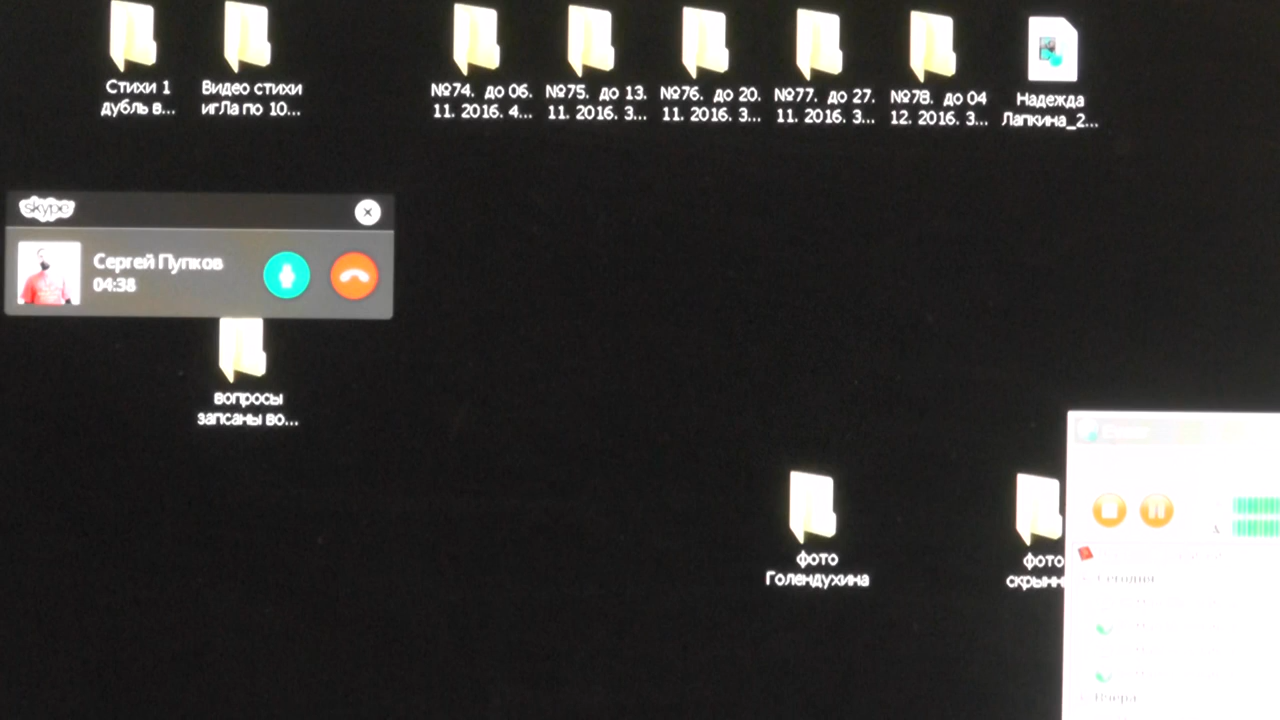 Стихи 1
дубль в...
Видео стихи
игЛа по 10...
№74. до 06.
11. 2016. 4...
№75. до 13.
11. 2016. 3...
№76. до 20.
11. 2016. 3...
№77. до 27.
11. 2016. 3...
№78. до 04
12. 2016. 3...
Надежда
Лапкина_2...
skype
Сергей Пупков
04:38
вопросы
запсаны во...
фото
Голендухина
фото
скрынн
Сегодня
Вчера